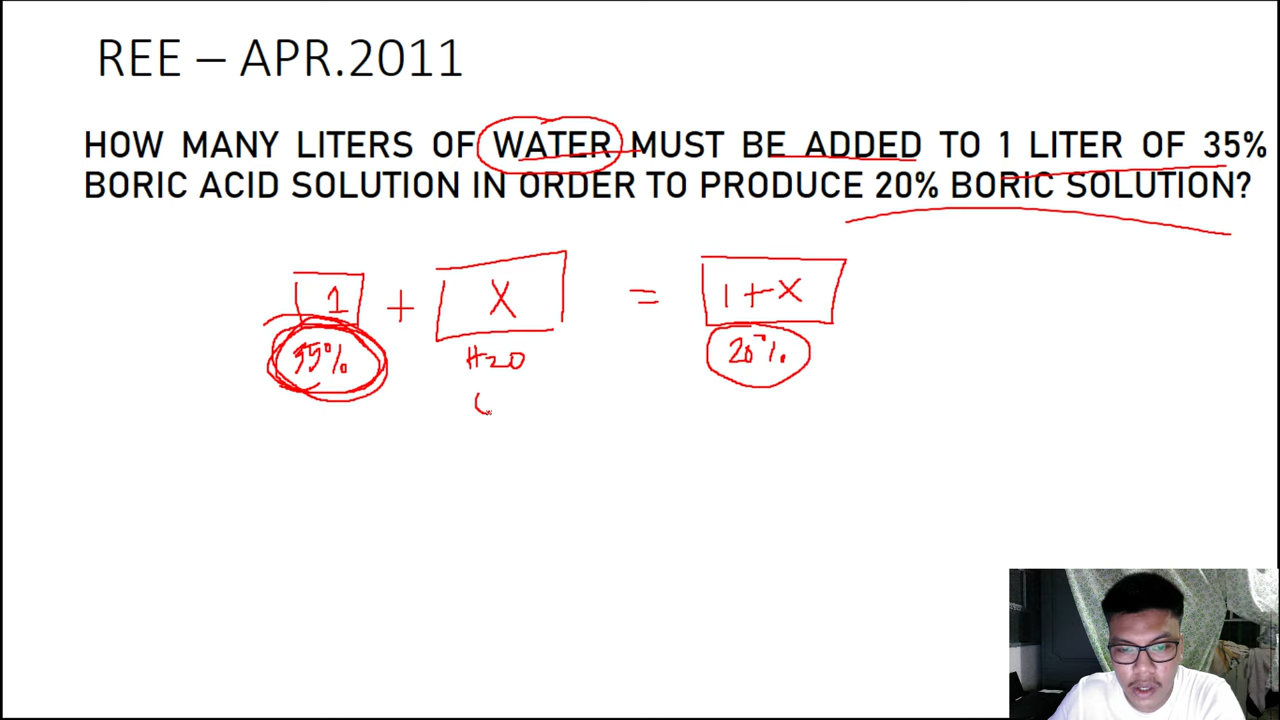 REE – APR.2011
HOW MANY LITERS OF WATER MUST BE ADDED TO 1 LITER OF 35%
BORIC ACID SOLUTION IN ORDER TO PRODUCE 20% BORIC SOLUTION?
1 + X = 1+X
35% H2O 20%